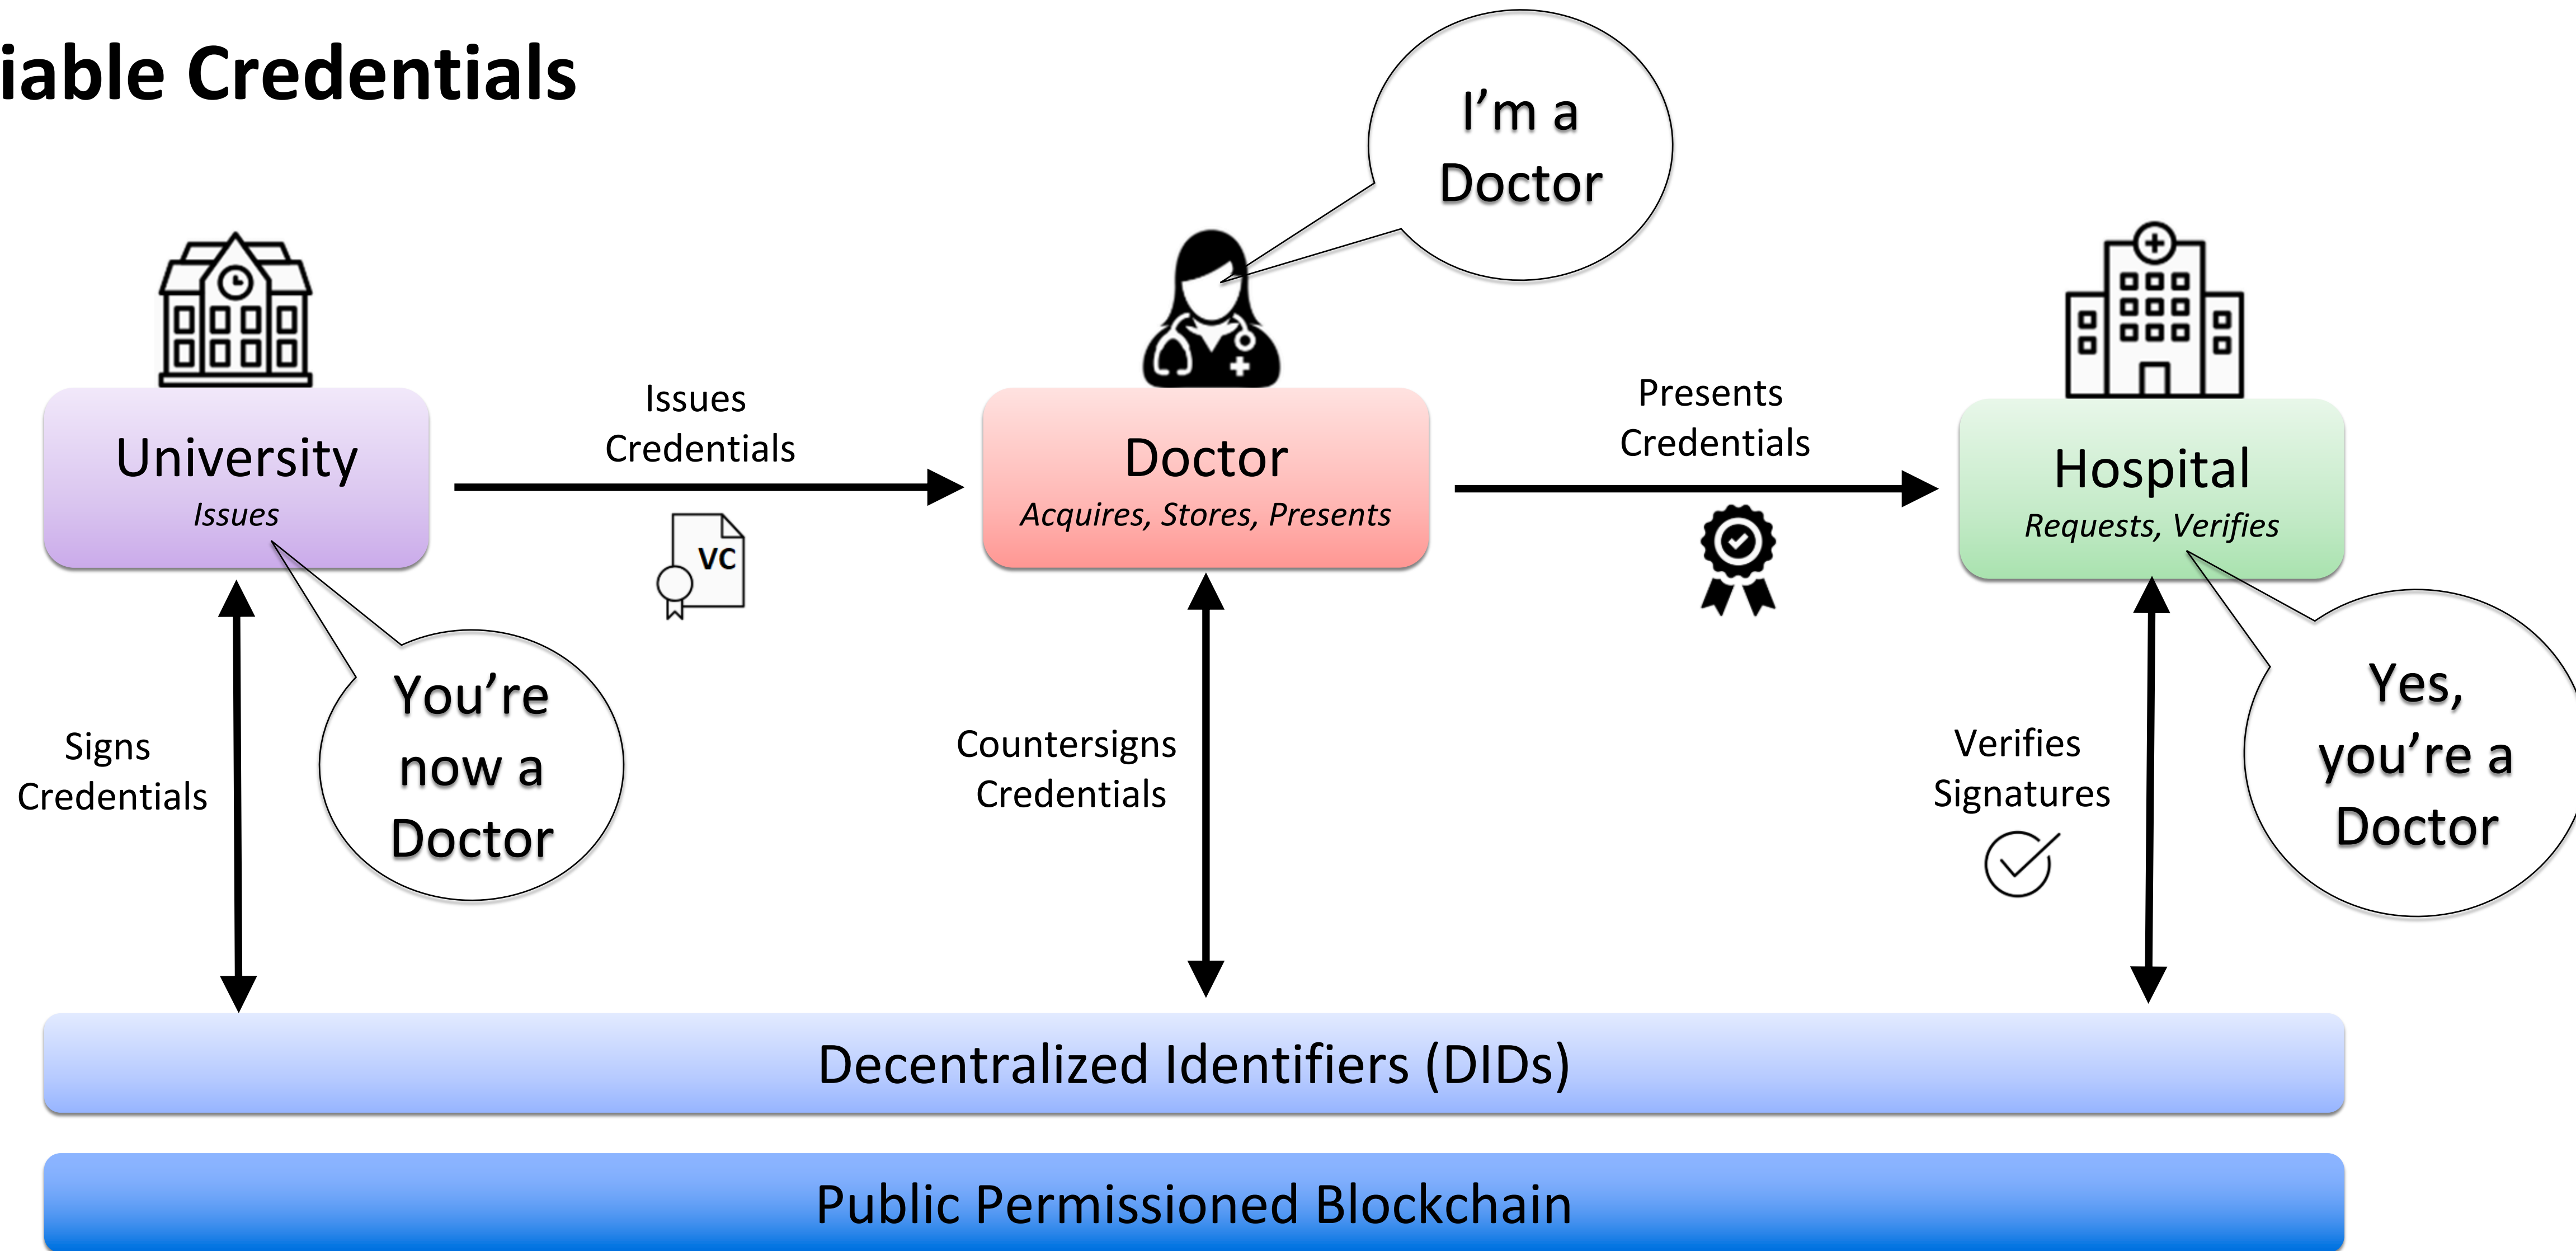 iable Credentials
I'm a
Doctor
University
Issues
Issues
Credentials
VC
Doctor
Acquires, Stores, Presents
Presents
Credentials
Hospital
Requests, Verifies
You're
now a
Doctor
Signs
Credentials
Countersigns
Credentials
Verifies
Signatures
Yes,
you're a
Doctor
Decentralized Identifiers (DIDs)
Public Permissioned Blockchain